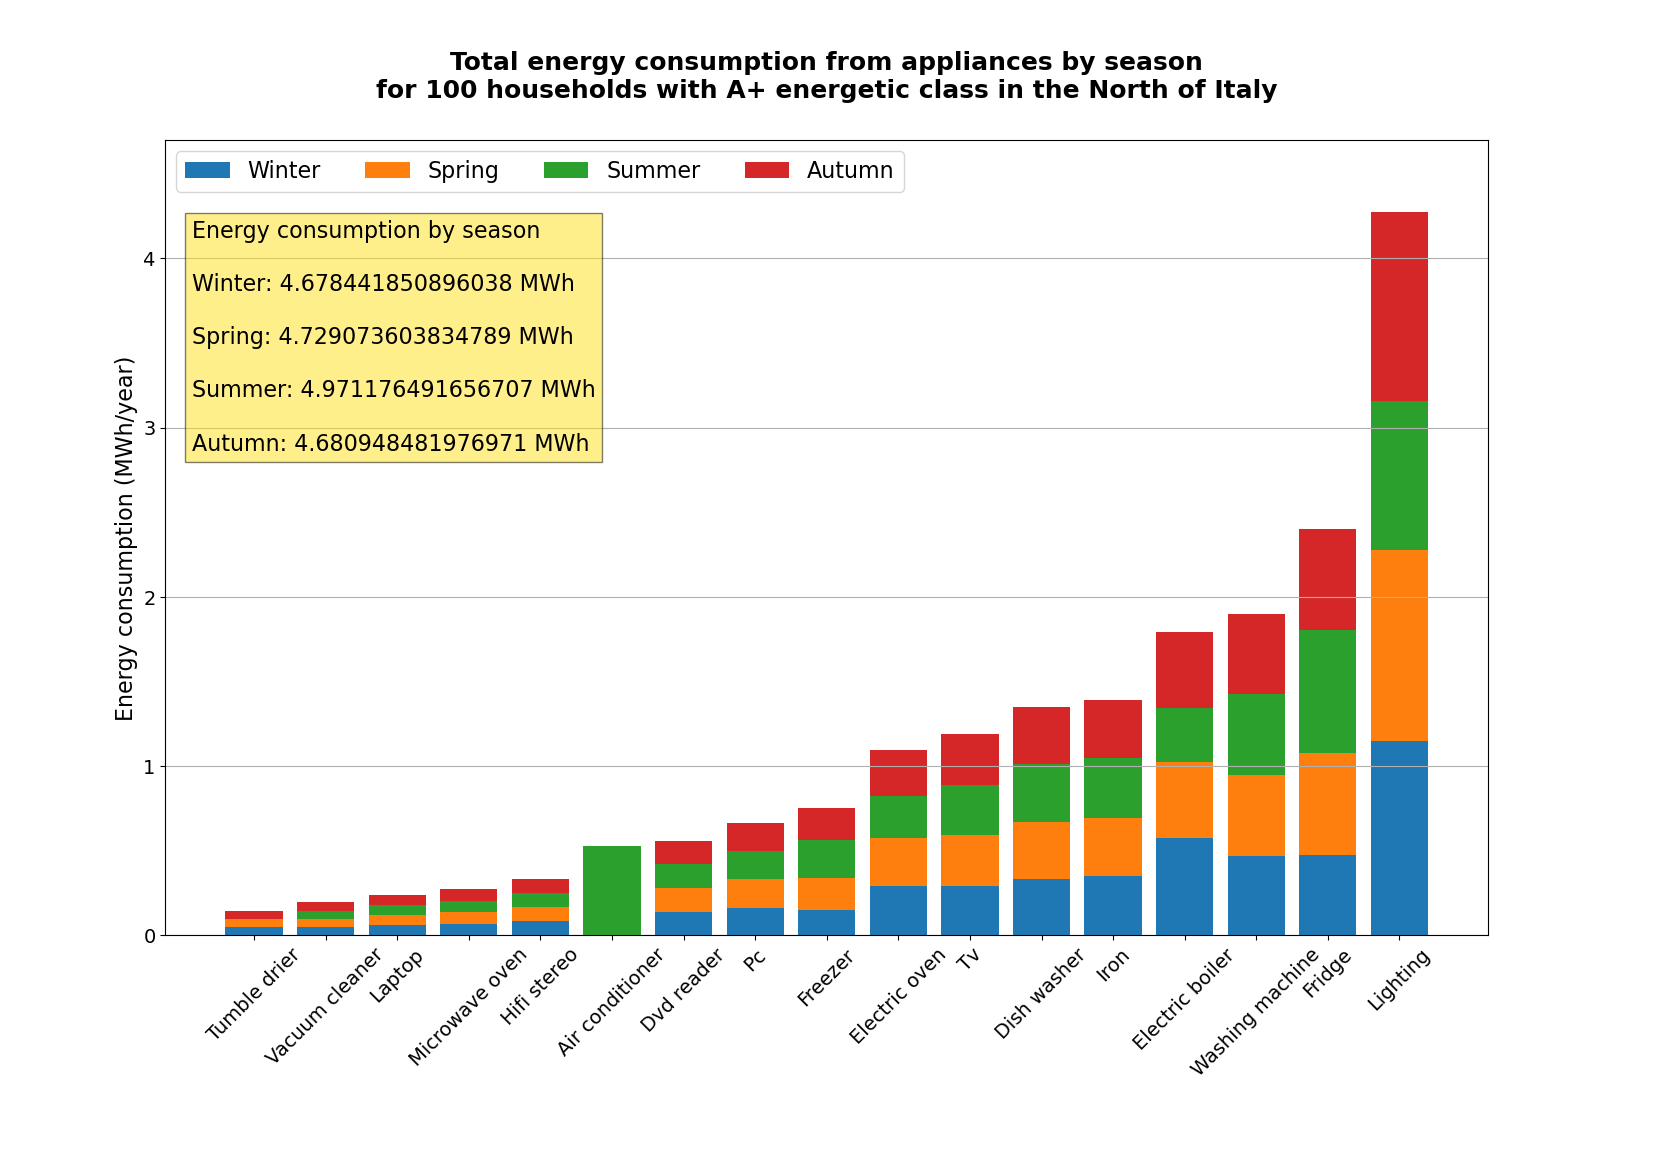 Total energy consumption from appliances by season
for 100 households with A+ energetic class in the North of Italy
Winter
Spring
Summer
Autumn
Energy consumption by season
Winter: 4.678441850896038 MWh
Spring: 4.729073603834789 MWh
Summer: 4.971176491656707 MWh
Autumn: 4.680948481976971 MWh
Energy consumption (MWh/year)
4
3
2
1
0
Tumble drier
Vacuum cleaner
Laptop
Microwave oven
Hifi stereo
Air conditioner
Dvd reader
Pc
Freezer
Electric oven
Tv
Dish washer
Iron
Electric boiler
Washing machine
Fridge
Lighting